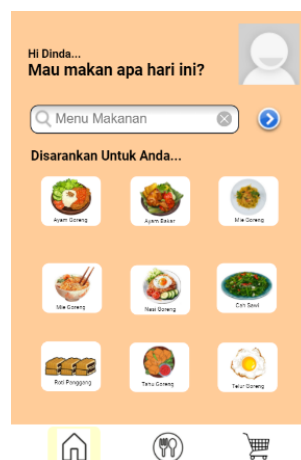 Hi Dinda...
Mau makan apa hari ini?
Menu Makanan
Disarankan Untuk Anda...
Ayam Goreng
Ayam Bakar
Mie Goreng
Mie Goreng
Nasi Goreng
Cah Sawi
Roti Panggang
Tahu Goreng
Telur Goreng